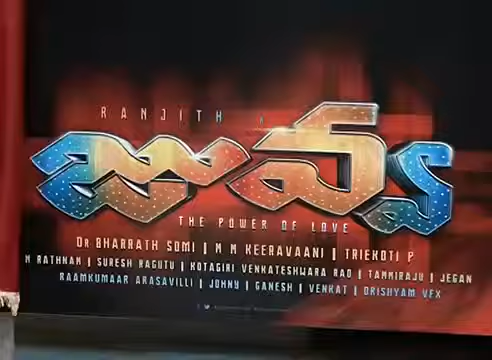 RANJITH
జువ్వ
THE POWER OF LOVE
DR BHARRATH SOMI | M M KEERAVAANI | TRIEKOTI P
M RATHNAM | SURESH RAGUTU | KOTAGIRI VENKATESHWARA RAO | TAMMIRAJU | JEGAN
RAAMKUMAAR ARASAVILLI | JOHNY | GANESH | VENKAT | DRISHYAM VFX